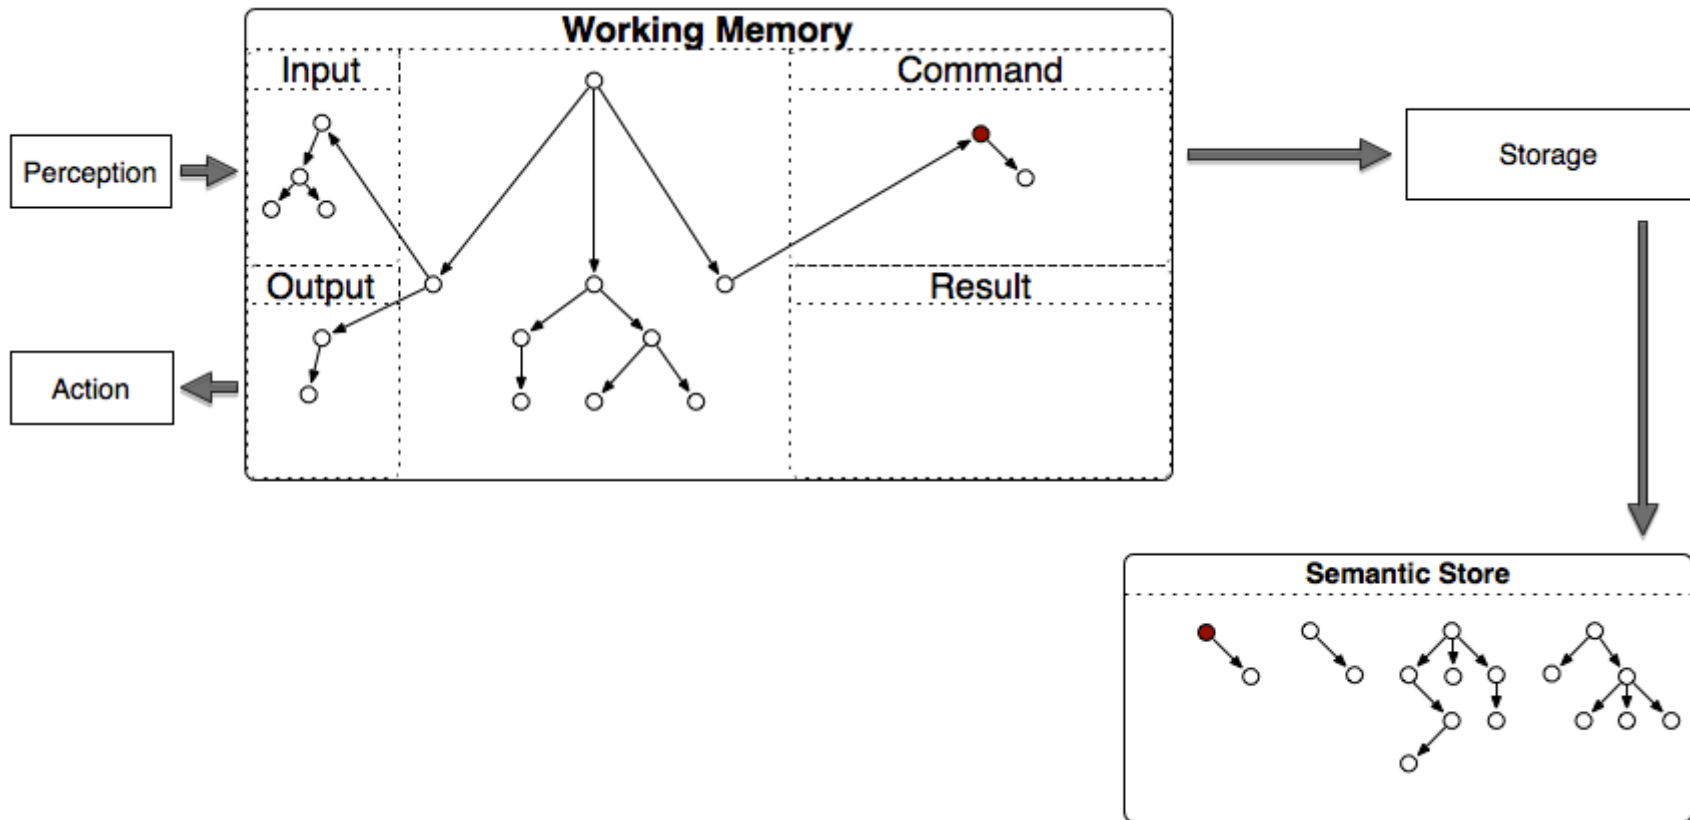 Working Memory
Input
Command
Perception
Storage
Output
Result
Action
Semantic Store